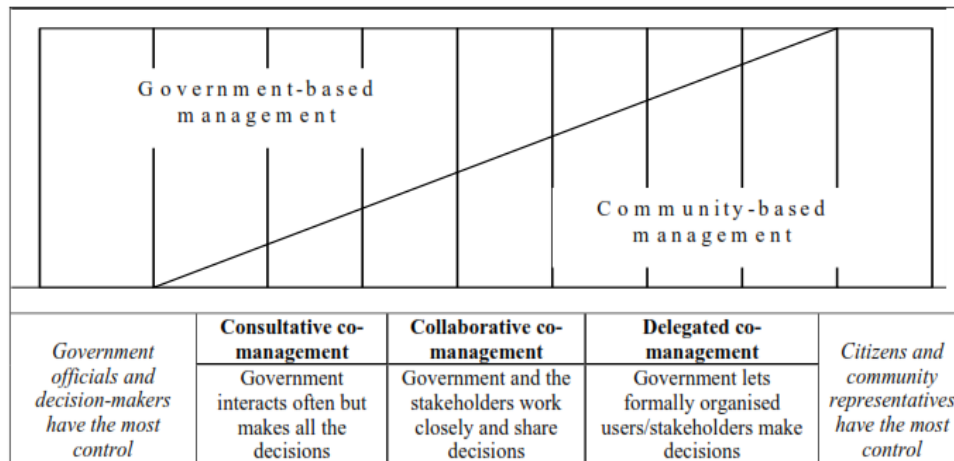 Government-based
management
Community-based
management
Government
officials and
decision-makers
have the most
control
Consultative co-
management
Government
interacts often but
makes all the
decisions
Collaborative co-
management
Government and the
stakeholders work
closely and share
decisions
Delegated co-
management
Government lets
formally organised
users/stakeholders make
decisions
Citizens and
community
representatives
have the most
control